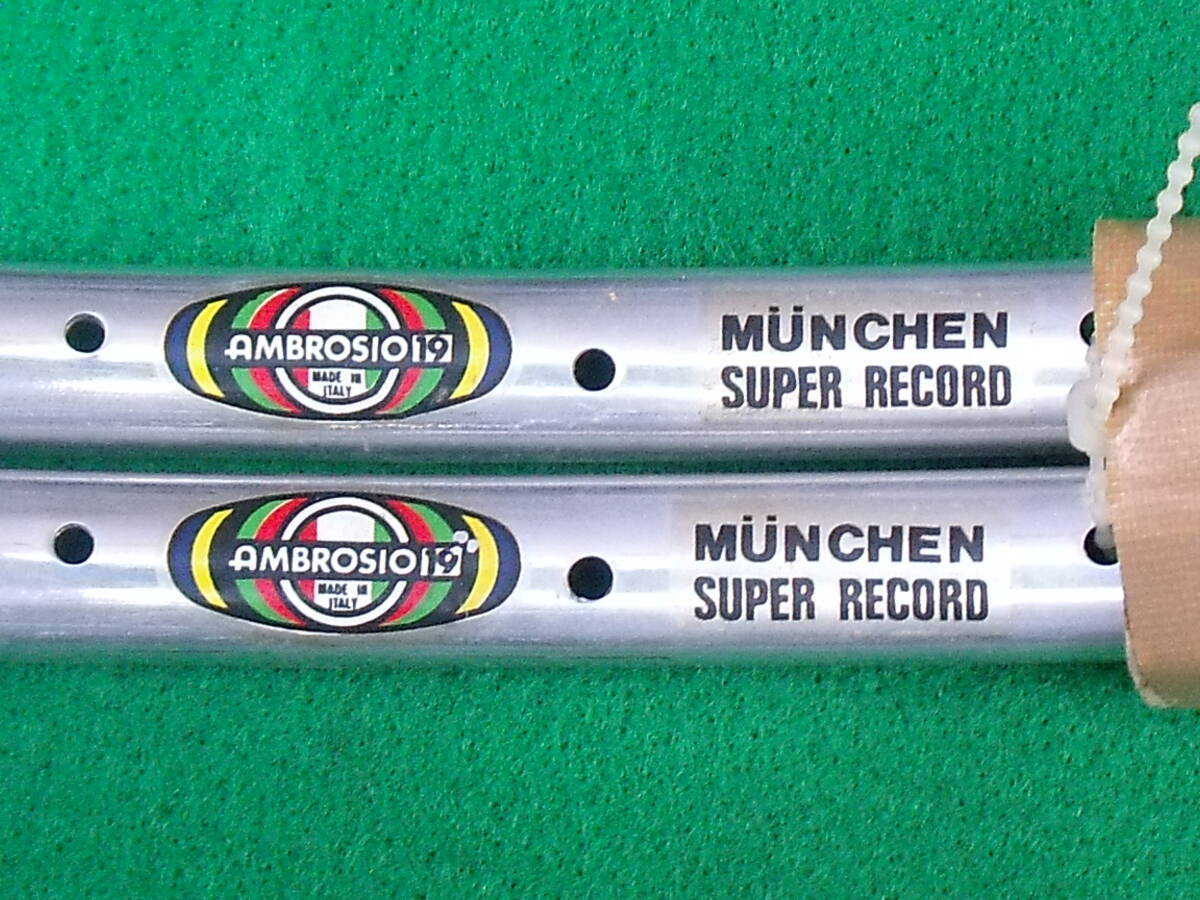 AMBROSIO 19
MADE IN
ITALY
MÜNCHEN
SUPER RECORD
AMBROSIO 19
MADE IN
ITALY
MÜNCHEN
SUPER RECORD